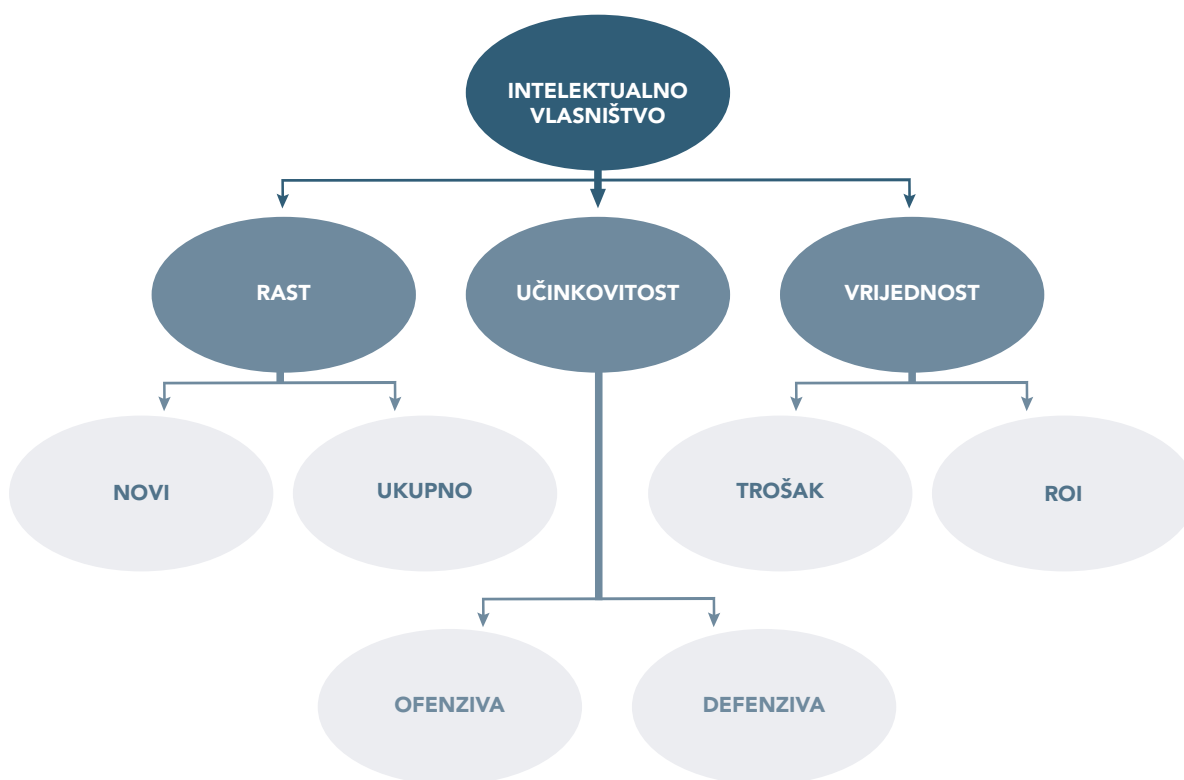 INTELEKTUALNO
VLASNIŠTVO
RAST
UČINKOVITOST
VRIJEDNOST
NOVI
UKUPNO
TROŠAK
ROI
OFENZIVA
DEFENZIVA